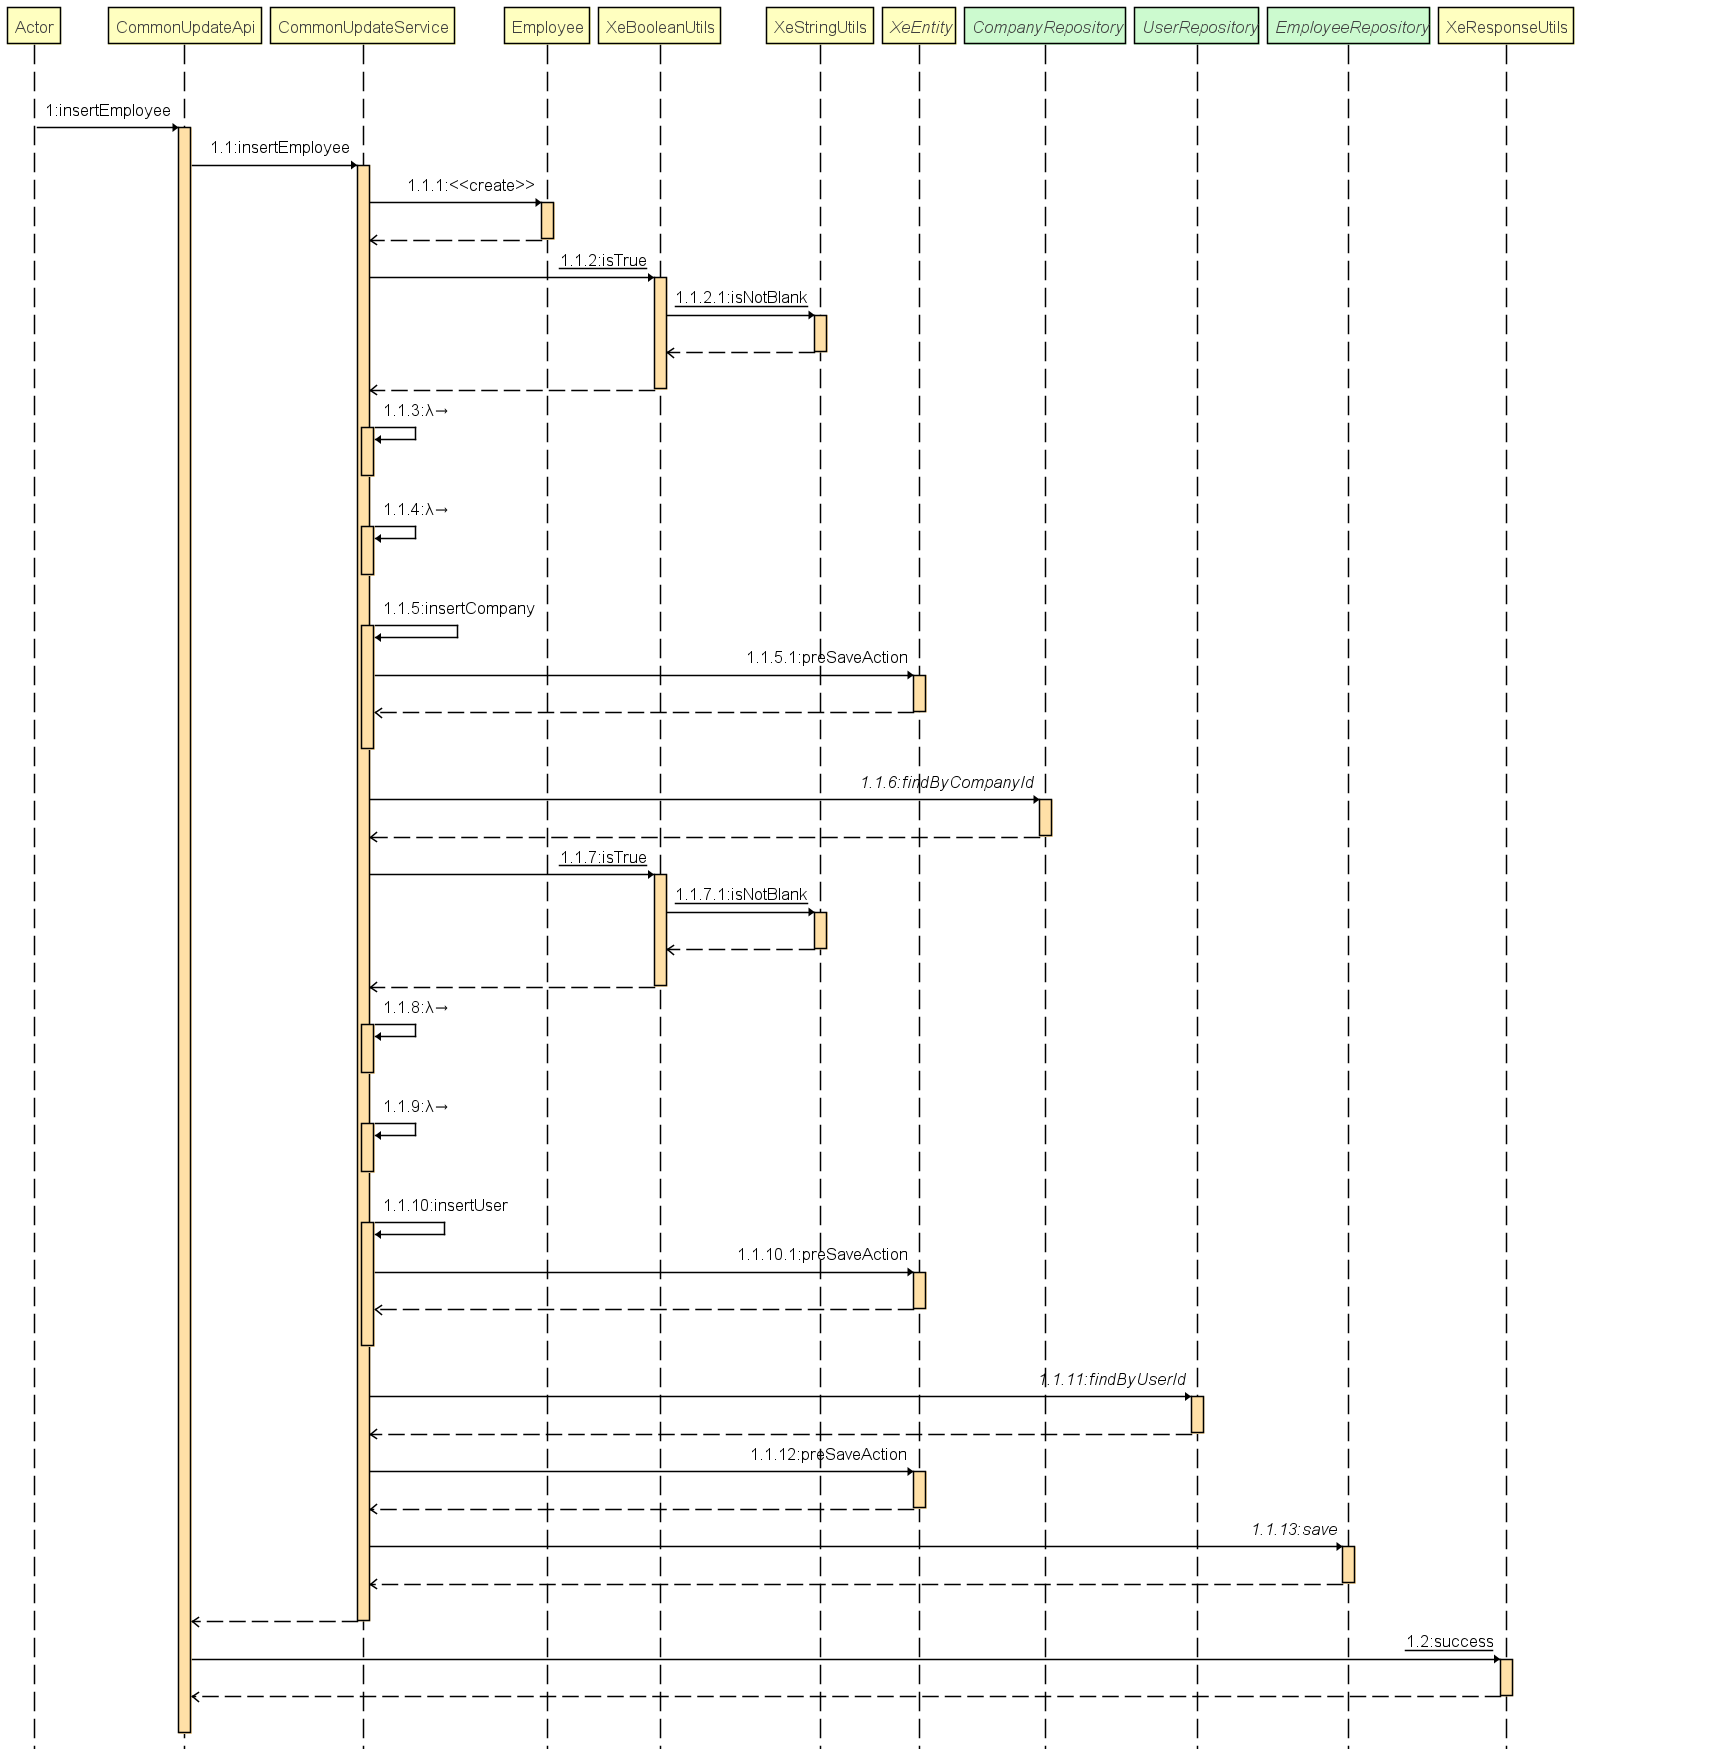 Actor
CommonUpdateApi
CommonUpdateService
Employee
XeBooleanUtils
XeStringUtils
XeEntity
CompanyRepository
UserRepository
EmployeeRepository
XeResponseUtils
1:insertEmployee
1.1:insertEmployee
1.1.1:<<create>>
1.1.2:isTrue
1.1.2.1:isNotBlank
1.1.3:λ→
1.1.4:λ→
1.1.5:insertCompany
1.1.5.1:preSaveAction
1.1.6:findByCompanyId
1.1.7:isTrue
1.1.7.1:isNotBlank
1.1.8:λ→
1.1.9:λ→
1.1.10:insertUser
1.1.10.1:preSaveAction
1.1.11:findByUserId
1.1.12:preSaveAction
1.1.13:save
1.2:success